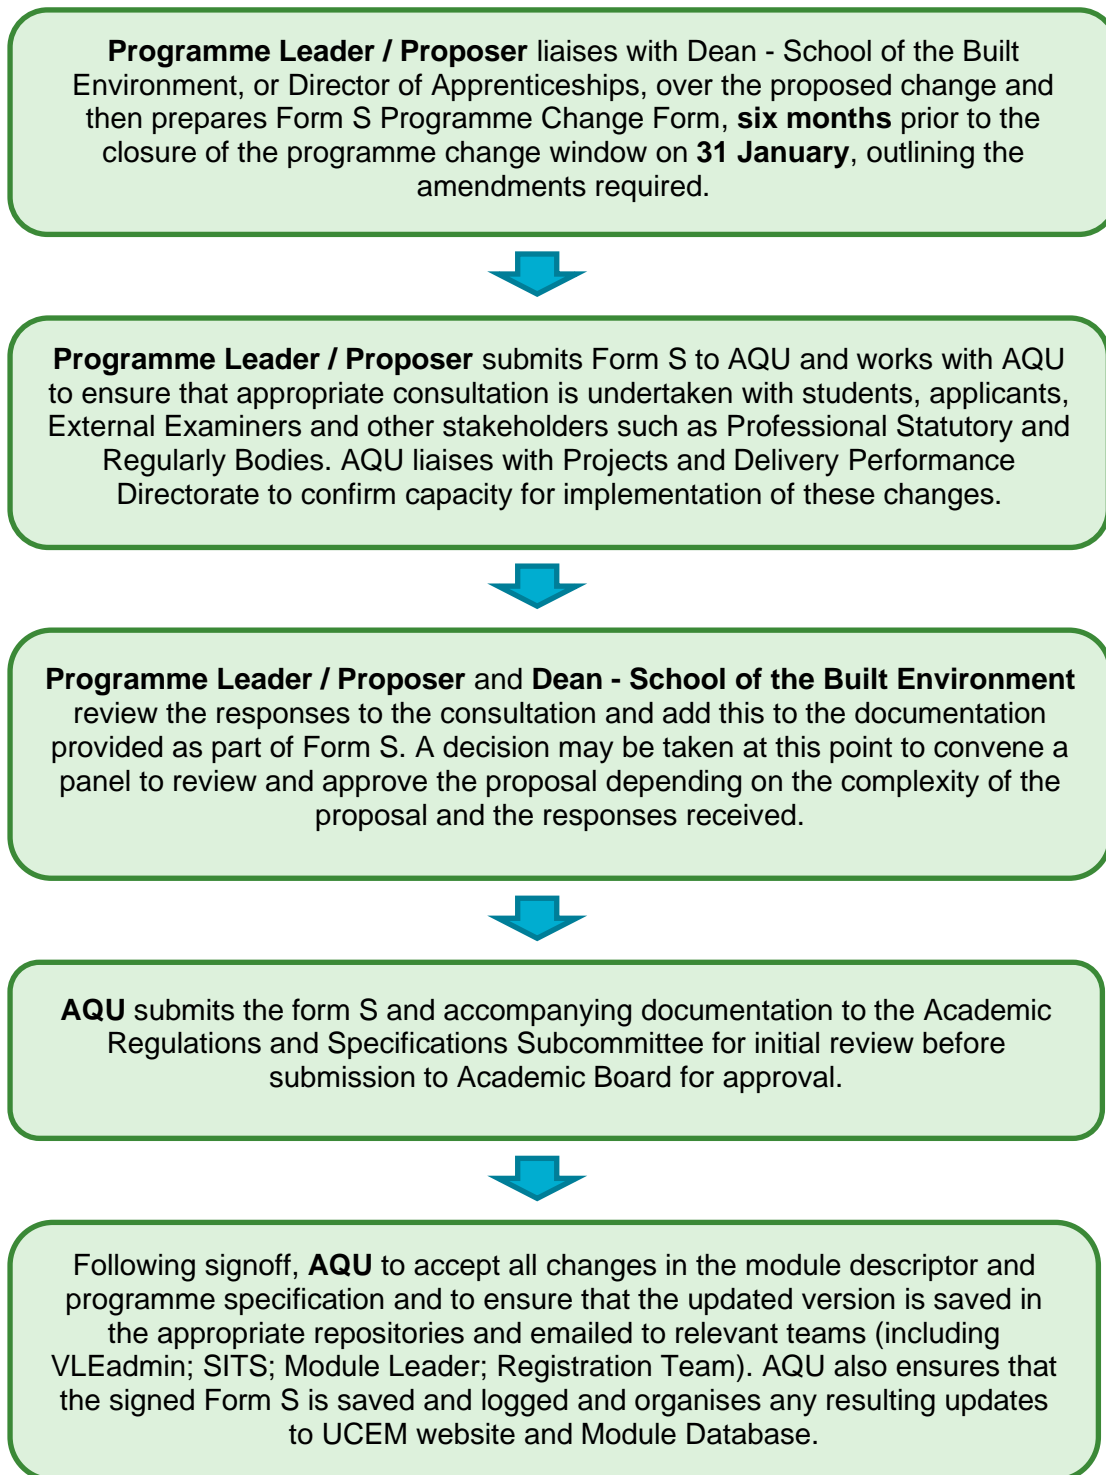 Programme Leader / Proposer liaises with Dean - School of the Built
Environment, or Director of Apprenticeships, over the proposed change and
then prepares Form S Programme Change Form, six months prior to the
closure of the programme change window on 31 January, outlining the
amendments required.
Programme Leader / Proposer submits Form S to AQU and works with AQU
to ensure that appropriate consultation is undertaken with students, applicants,
External Examiners and other stakeholders such as Professional Statutory and
Regularly Bodies. AQU liaises with Projects and Delivery Performance
Directorate to confirm capacity for implementation of these changes.
Programme Leader / Proposer and Dean - School of the Built Environment
review the responses to the consultation and add this to the documentation
provided as part of Form S. A decision may be taken at this point to convene a
panel to review and approve the proposal depending on the complexity of the
proposal and the responses received.
AQU submits the form S and accompanying documentation to the Academic
Regulations and Specifications Subcommittee for initial review before
submission to Academic Board for approval.
Following signoff, AQU to accept all changes in the module descriptor and
programme specification and to ensure that the updated version is saved in
the appropriate repositories and emailed to relevant teams (including
VLEadmin; SITS; Module Leader; Registration Team). AQU also ensures that
the signed Form S is saved and logged and organises any resulting updates
to UCEM website and Module Database.